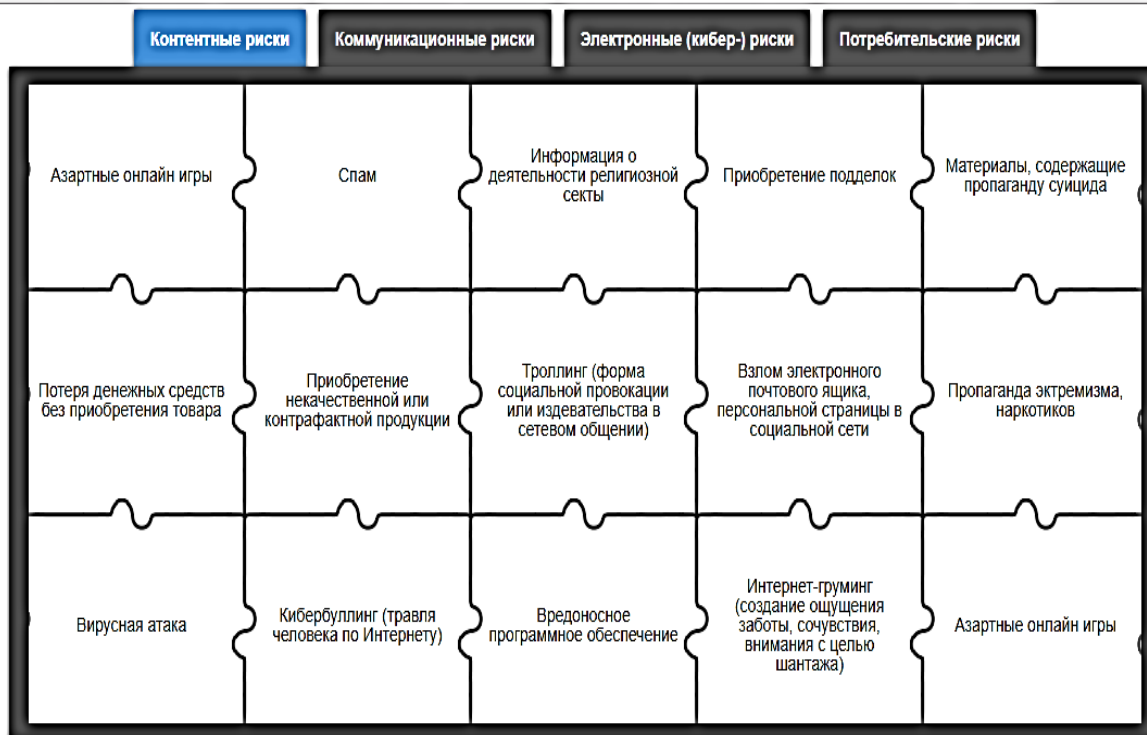 Контентные риски
Коммуникационные риски
Электронные (кибер-) риски
Потребительские риски
Азартные онлайн игры
Спам
Информация о
деятельности религиозной
секты
Приобретение подделок
Материалы, содержащие
пропаганду суицида
Потеря денежных средств
без приобретения товара
Приобретение
некачественной или
контрафактной продукции
Троллинг (форма
социальной провокации
или издевательства в
сетевом общении)
Взлом электронного
почтового ящика,
персональной страницы в
социальной сети
Пропаганда эктремизма,
наркотиков
Вирусная атака
Кибербуллинг (травля
человека по Интернету)
Вредоносное
программное обеспечение
Интернет-груминг
(создание ощущения
заботы, сочувствия,
внимания с целью
шантажа)
Азартные онлайн игры